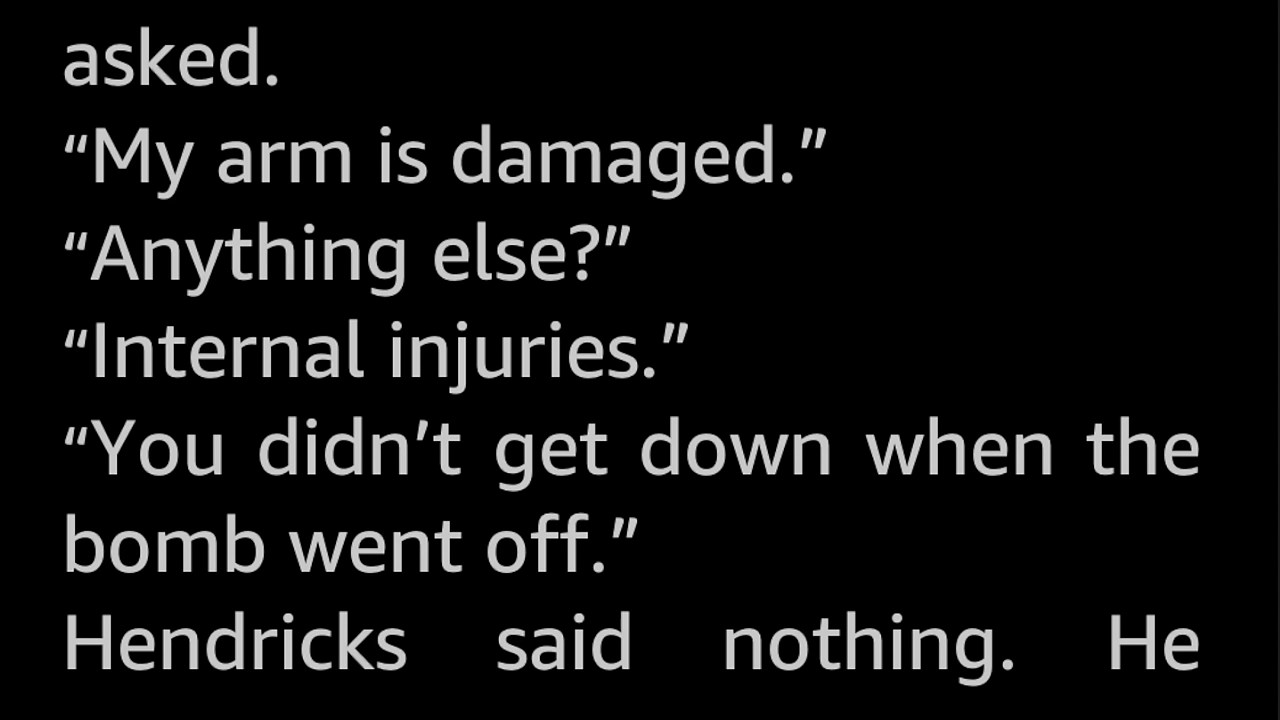 asked.
“My arm is damaged.”
“Anything else?”
“Internal injuries.”
“You didn’t get down when the
bomb went off.”
Hendricks said nothing. He